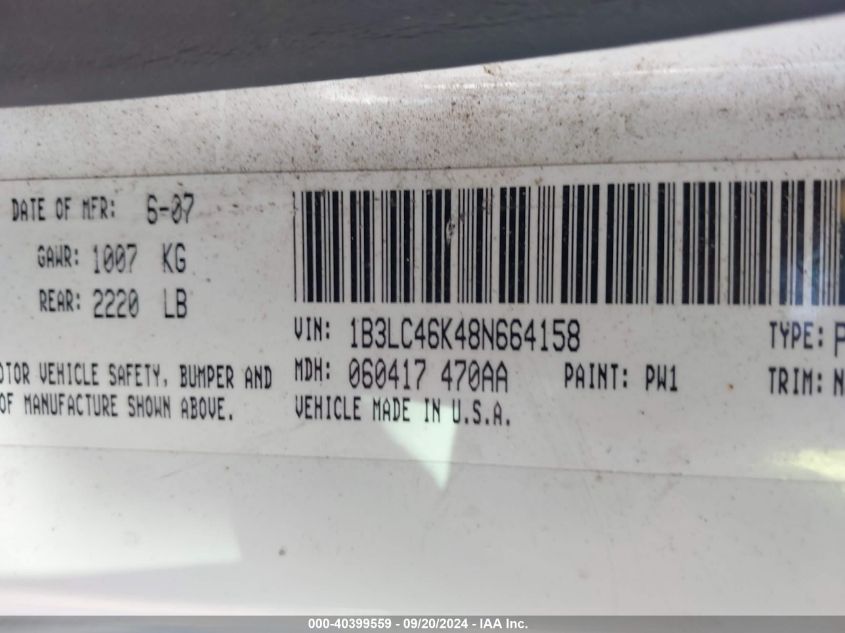 DATE OF MFR: 6-07
GAWR: 1007 KG
REAR: 2220 LB
VIN: 1B3LC46K48N664158
TYPE:
OTOR VEHICLE SAFETY, BUMPER AND
MDH: 060417 470AA PAINT: PW1
TRIM: N
OF MANUFACTURE SHOWN ABOVE.
VEHICLE MADE IN U.S.A.
000-40399559 - 09/20/2024 - IAA Inc.